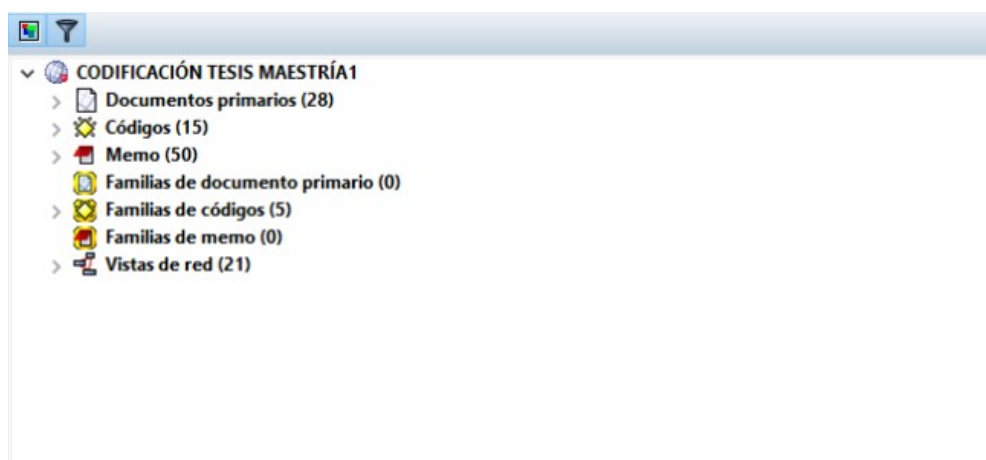 CODIFICACIÓN TESIS MAESTRÍA1
Documentos primarios (28)
Códigos (15)
Memo (50)
Familias de documento primario (0)
Familias de códigos (5)
Familias de memo (0)
Vistas de red (21)